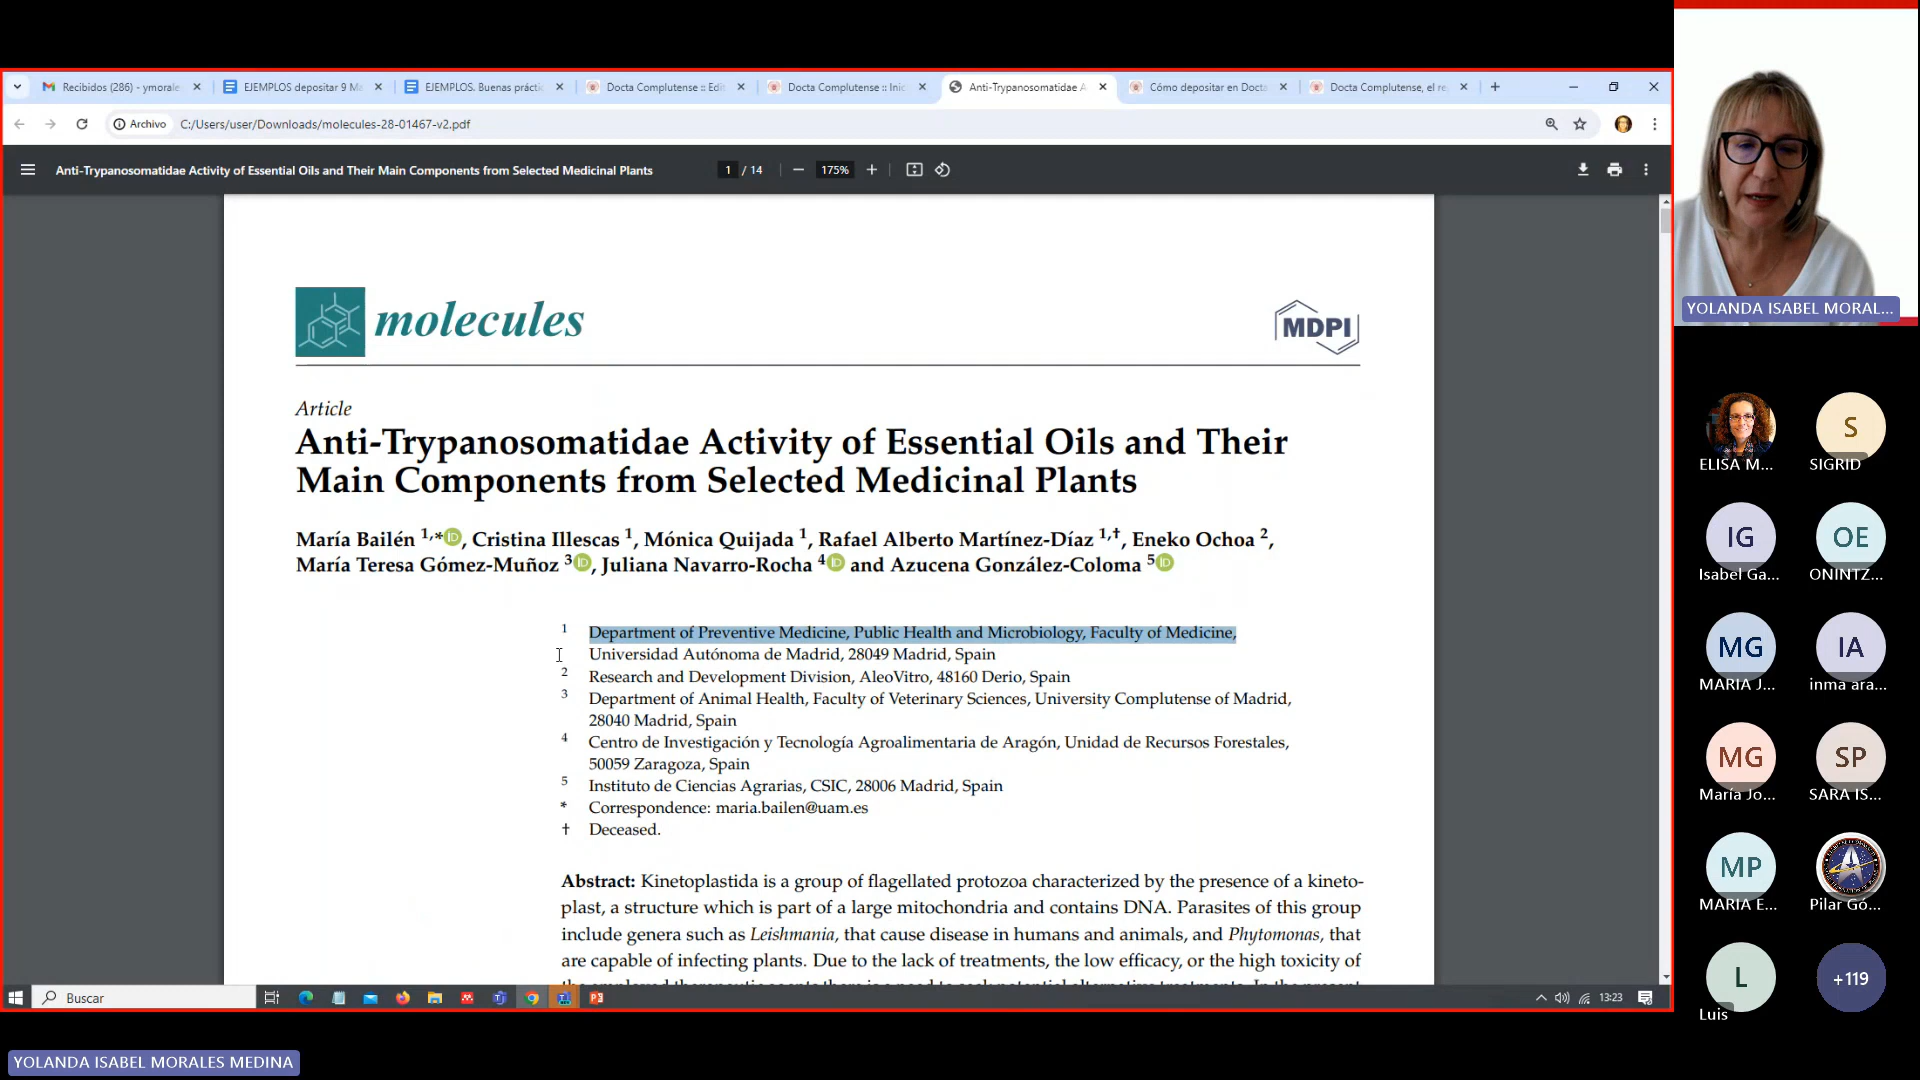 Recibidos (286) - ymorale
EJEMPLOS depositar 9 Ma
EJEMPLOS. Buenas práctic
Docta Complutense :: Edit
Docta Complutense :: Inic
Anti-Trypanosomatidae A
Cómo depositar en Docta
Docta Complutense, el re
Archivo
C:/Users/user/Downloads/molecules-28-01467-v2.pdf
Anti-Trypanosomatidae Activity of Essential Oils and Their Main Components from Selected Medicinal Plants
1 / 14
175%
molecules
MDPI
Article
Anti-Trypanosomatidae Activity of Essential Oils and Their
Main Components from Selected Medicinal Plants
María Bailén 1,*, Cristina Illescas 1, Mónica Quijada 1, Rafael Alberto Martínez-Díaz 1,†, Eneko Ochoa 2,
María Teresa Gómez-Muñoz 3, Juliana Navarro-Rocha 4 and Azucena González-Coloma 5
1 Department of Preventive Medicine, Public Health and Microbiology, Faculty of Medicine,
Universidad Autónoma de Madrid, 28049 Madrid, Spain
2 Research and Development Division, AleoVitro, 48160 Derio, Spain
3 Department of Animal Health, Faculty of Veterinary Sciences, University Complutense of Madrid,
28040 Madrid, Spain
4 Centro de Investigación y Tecnología Agroalimentaria de Aragón, Unidad de Recursos Forestales,
50059 Zaragoza, Spain
5 Instituto de Ciencias Agrarias, CSIC, 28006 Madrid, Spain
* Correspondence: maria.bailen@uam.es
† Deceased.
Abstract: Kinetoplastida is a group of flagellated protozoa characterized by the presence of a kineto-
plast, a structure which is part of a large mitochondria and contains DNA. Parasites of this group
include genera such as Leishmania, that cause disease in humans and animals, and Phytomonas, that
are capable of infecting plants. Due to the lack of treatments, the low efficacy, or the high toxicity of
Buscar
13:23
YOLANDA ISABEL MORALES MEDINA
YOLANDA ISABEL MORAL...
ELISA M...
S
SIGRID
IG
Isabel Ga...
OE
ONINTZ...
MG
MARIA J...
IA
inma ara...
MG
María Jo...
SP
SARA IS...
MP
MARIA E...
Pilar Gó...
L
Luis
+119